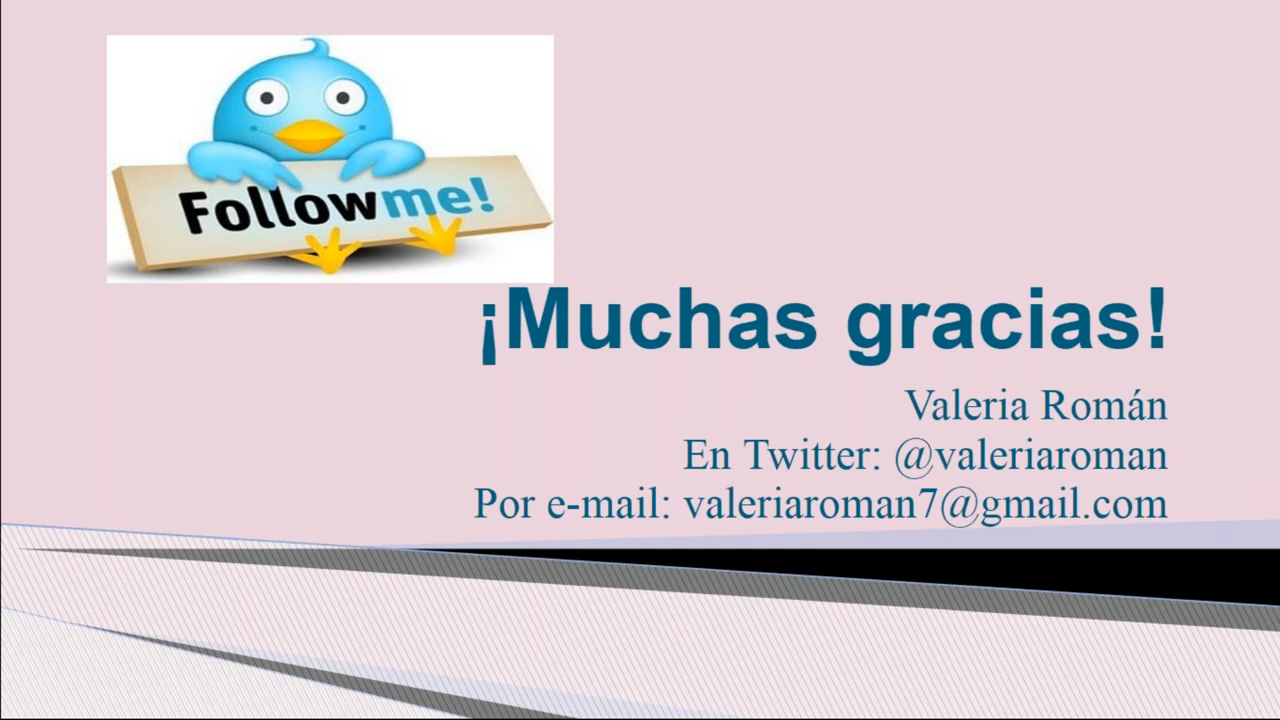 Followme!
¡Muchas gracias!
Valeria Román
En Twitter: @valeriaroman
Por e-mail: valeriaroman7@gmail.com